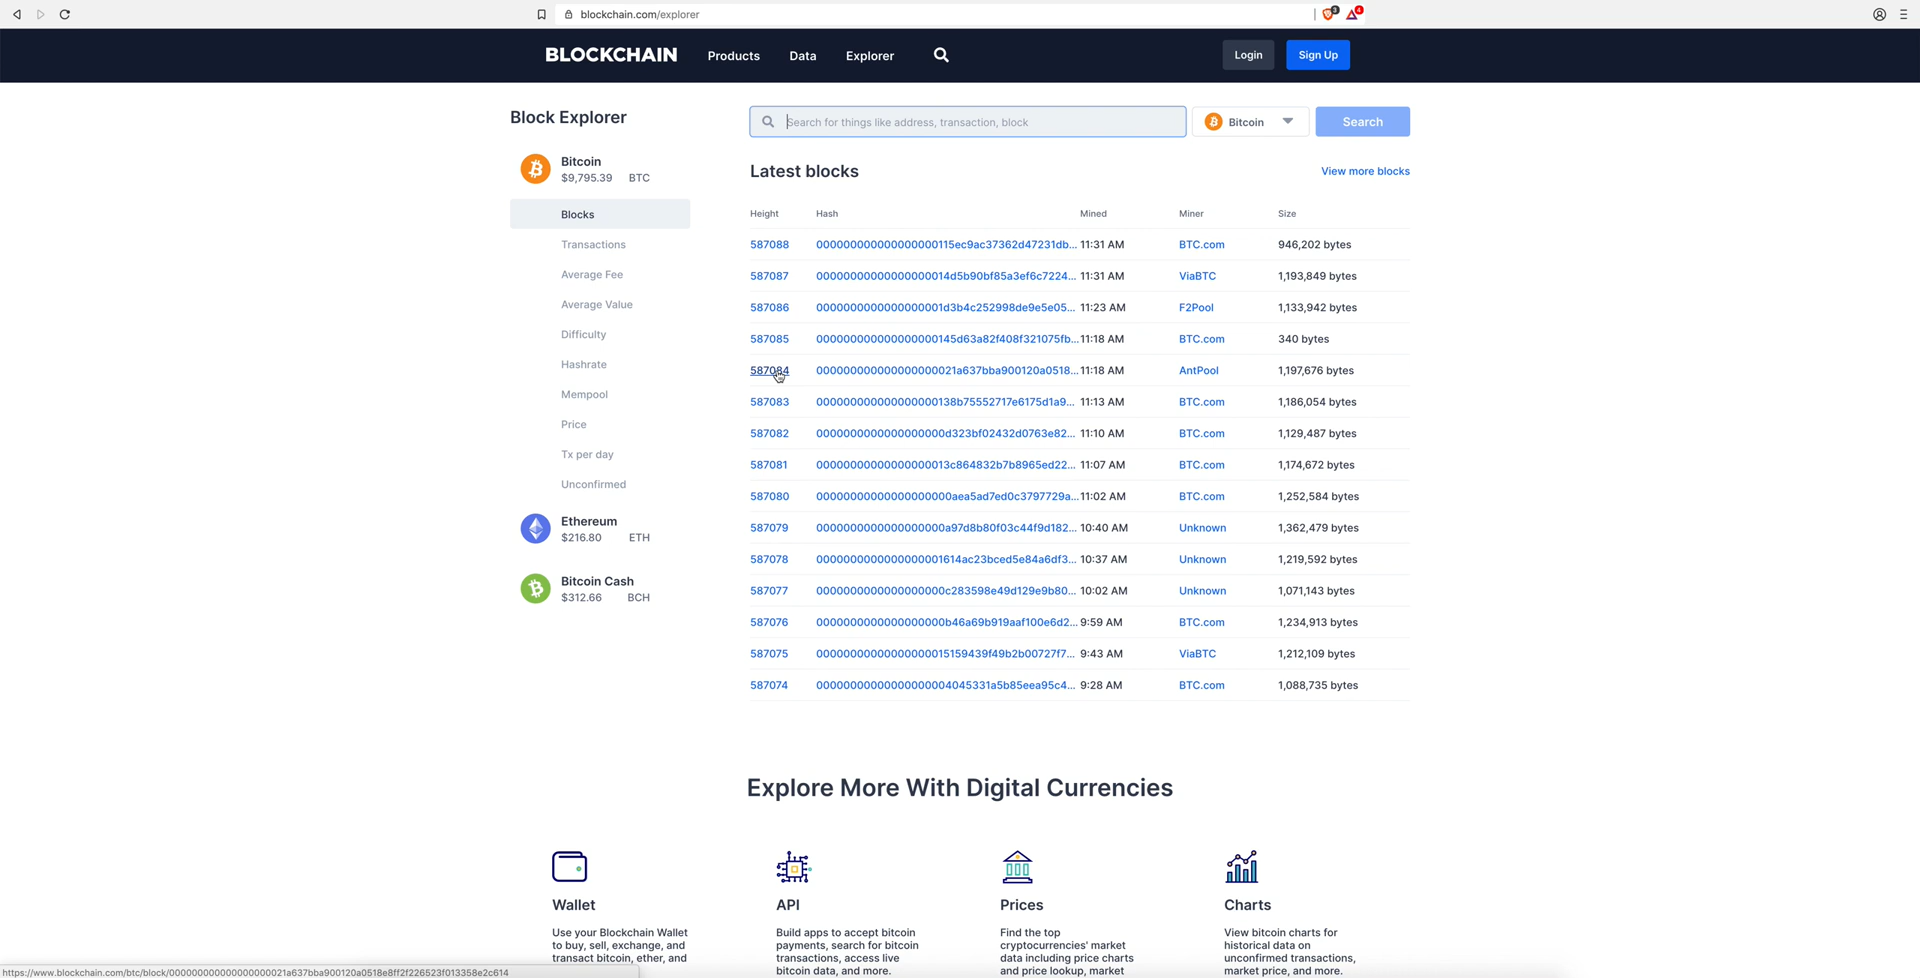 blockchain.com/explorer
3
4
BLOCKCHAIN
Products
Data
Explorer
Login
Sign Up
Block Explorer
Search for things like address, transaction, block
Bitcoin
Search
Bitcoin
$9,795.39 BTC
Blocks
Transactions
Average Fee
Average Value
Difficulty
Hashrate
Mempool
Price
Tx per day
Unconfirmed
Ethereum
$216.80 ETH
Bitcoin Cash
$312.66 BCH
Latest blocks
View more blocks
Height Hash Mined Miner Size
587088 000000000000000000115ec9ac37362d47231db... 11:31 AM BTC.com 946,202 bytes
587087 00000000000000000014d5b90bf85a3ef6c7224... 11:31 AM ViaBTC 1,193,849 bytes
587086 0000000000000000001d3b4c252998de9e5e05... 11:23 AM F2Pool 1,133,942 bytes
587085 000000000000000000145d63a82f408f321075fb... 11:18 AM BTC.com 340 bytes
587084 000000000000000000021a637bba900120a0518... 11:18 AM AntPool 1,197,676 bytes
587083 000000000000000000138b75552717e6175d1a9... 11:13 AM BTC.com 1,186,054 bytes
587082 0000000000000000000d323bf02432d0763e82... 11:10 AM BTC.com 1,129,487 bytes
587081 00000000000000000013c864832b7b8965ed22... 11:07 AM BTC.com 1,174,672 bytes
587080 0000000000000000000aea5ad7ed0c3797729a... 11:02 AM BTC.com 1,252,584 bytes
587079 0000000000000000000a97d8b80f03c44f9d182... 10:40 AM Unknown 1,362,479 bytes
587078 0000000000000000001614ac23bced5e84a6df3... 10:37 AM Unknown 1,219,592 bytes
587077 0000000000000000000c283598e49d129e9b80... 10:02 AM Unknown 1,071,143 bytes
587076 0000000000000000000b46a69b919aaf100e6d2... 9:59 AM BTC.com 1,234,913 bytes
587075 00000000000000000015159439f49b2b00727f7... 9:43 AM ViaBTC 1,212,109 bytes
587074 00000000000000000004045331a5b85eea95c4... 9:28 AM BTC.com 1,088,735 bytes
Explore More With Digital Currencies
Wallet
Use your Blockchain Wallet
to buy, sell, exchange, and
transact bitcoin, ether, and
API
Build apps to accept bitcoin
payments, search for bitcoin
transactions, access live
bitcoin data, and more.
Prices
Find the top
cryptocurrencies' market
data including price charts
and price lookup, market
Charts
View bitcoin charts for
historical data on
unconfirmed transactions,
market price, and more.
https://www.blockchain.com/btc/block/000000000000000000021a637bba900120a0518e8ff2f226523f013358e2c614